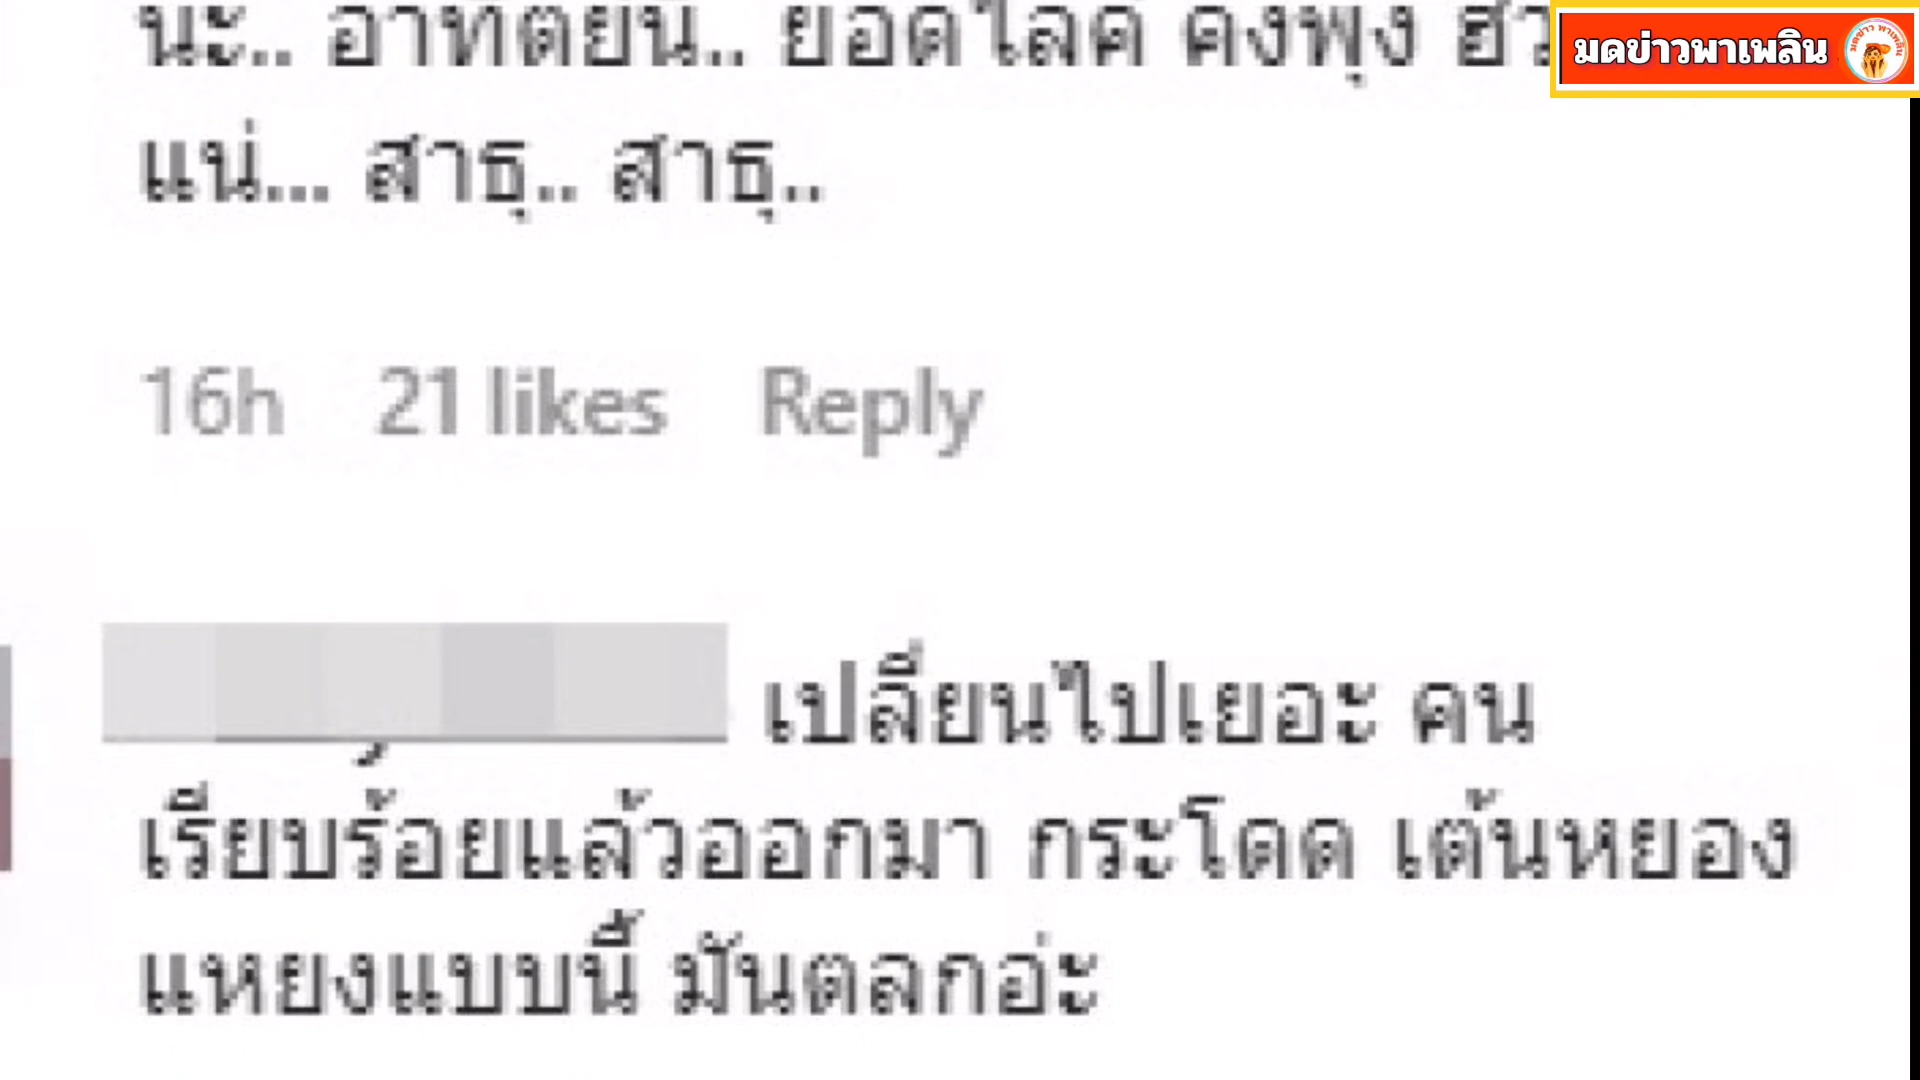 นะ.. อาทิตย์นี้.. ยอดไลค์ คงพุ่ง
มดข่าวพาเพลิน
แน่... สาธุ.. สาธุ..
16h 21 likes Reply
เปลี่ยนไปเยอะ คน
เรียบร้อยแล้วออกมา กระโดด เต้นหยอง
แหยงแบบนี้ มันตลกอ่ะ